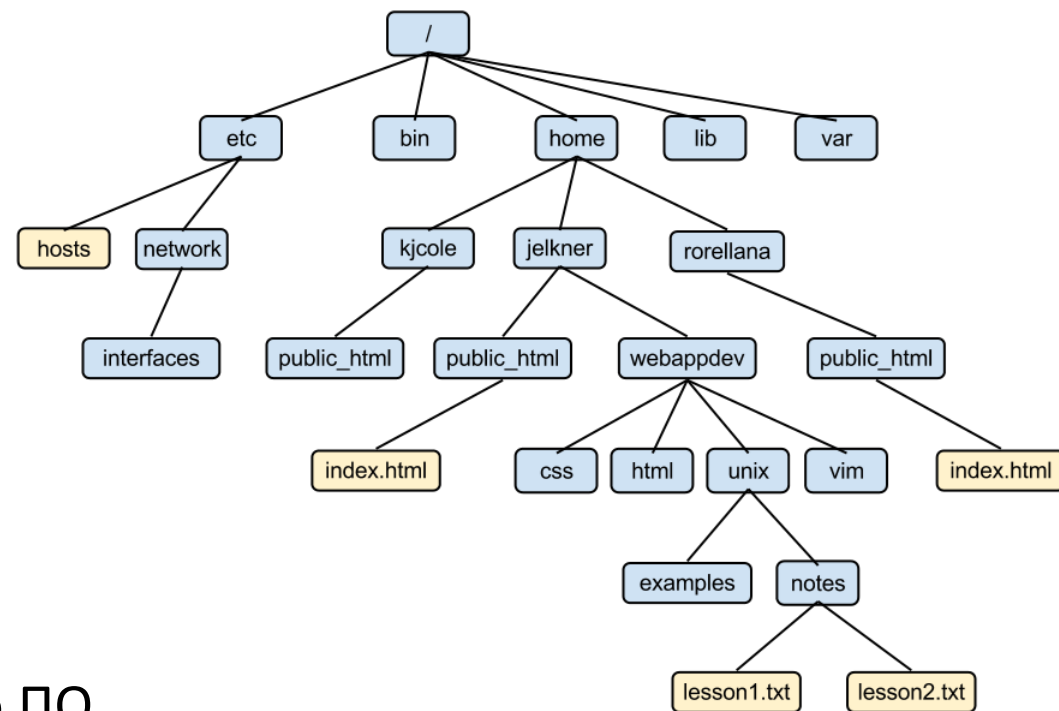 /
etc bin home lib var
hosts network kjcole jelkner rorellana
interfaces public_html public_html webappdev public_html
index.html css html unix vim index.html
examples notes
lesson1.txt lesson2.txt
ПО